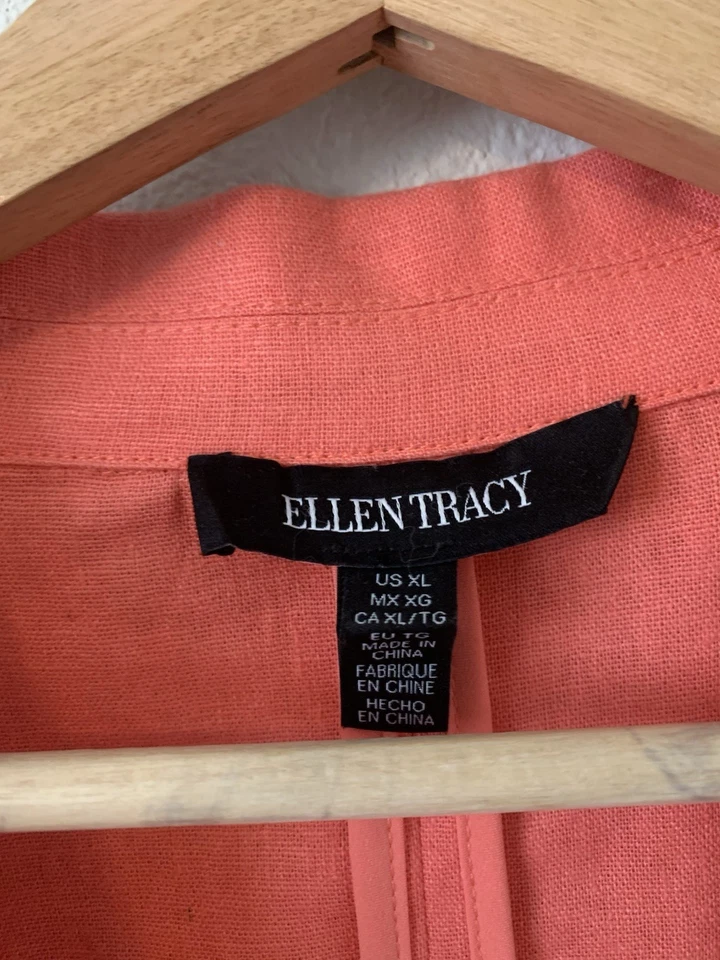 ELLEN TRACY
US XL
MX XG
CA XL/TG
EU TG
MADE IN
CHINA
FABRIQUE
EN CHINE
HECHO
EN CHINA